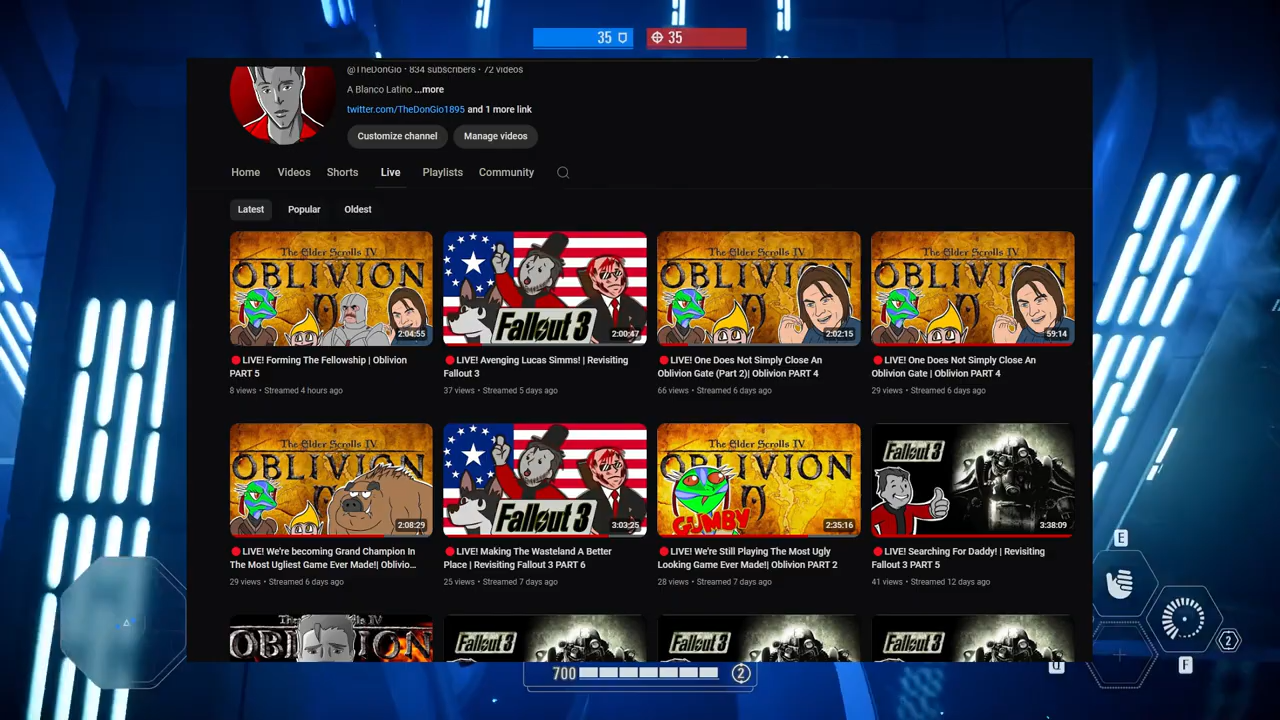 35
35
@TheDonGio • 834 subscribers • 72 videos
A Blanco Latino ...more
twitter.com/TheDonGio1895 and 1 more link
Customize channel
Manage videos
Home
Videos
Shorts
Live
Playlists
Community
Latest
Popular
Oldest
The Elder Scrolls IV
OBLIVION
2:04:55
Fallout 3
2:00:47
The Elder Scrolls IV
OBLIVION
2:02:15
The Elder Scrolls IV
OBLIVION
59:14
LIVE! Forming The Fellowship | Oblivion
PART 5
8 views • Streamed 4 hours ago
LIVE! Avenging Lucas Simms! | Revisiting
Fallout 3
37 views • Streamed 5 days ago
LIVE! One Does Not Simply Close An
Oblivion Gate (Part 2)| Oblivion PART 4
66 views • Streamed 6 days ago
LIVE! One Does Not Simply Close An
Oblivion Gate | Oblivion PART 4
29 views • Streamed 6 days ago
The Elder Scrolls IV
OBLIVION
2:08:29
Fallout 3
3:03:25
The Elder Scrolls IV
OBLIVION
GUMBY
2:35:16
Fallout 3
3:38:09
LIVE! We're becoming Grand Champion In
The Most Ugliest Game Ever Made!| Oblivio...
29 views • Streamed 6 days ago
LIVE! Making The Wasteland A Better
Place | Revisiting Fallout 3 PART 6
25 views • Streamed 7 days ago
LIVE! We're Still Playing The Most Ugly
Looking Game Ever Made!| Oblivion PART 2
28 views • Streamed 7 days ago
LIVE! Searching For Daddy! | Revisiting
Fallout 3 PART 5
41 views • Streamed 12 days ago
The Elder Scrolls IV
OBLIVION
Fallout 3
Fallout 3
Fallout 3
E
2
F
700
2